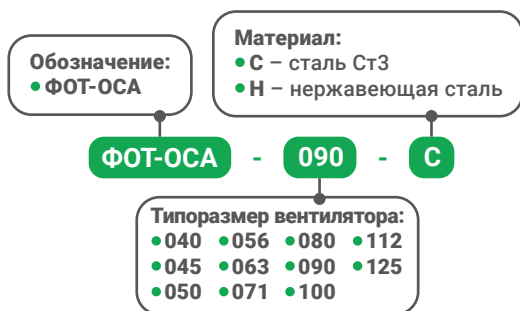 Обозначение:
• ФОТ-ОСА
Материал:
• С – сталь Ст3
• Н – нержавеющая сталь
ФОТ-ОСА - 090 - С
Типоразмер вентилятора:
• 040 • 056 • 080 • 112
• 045 • 063 • 090 • 125
• 050 • 071 • 100